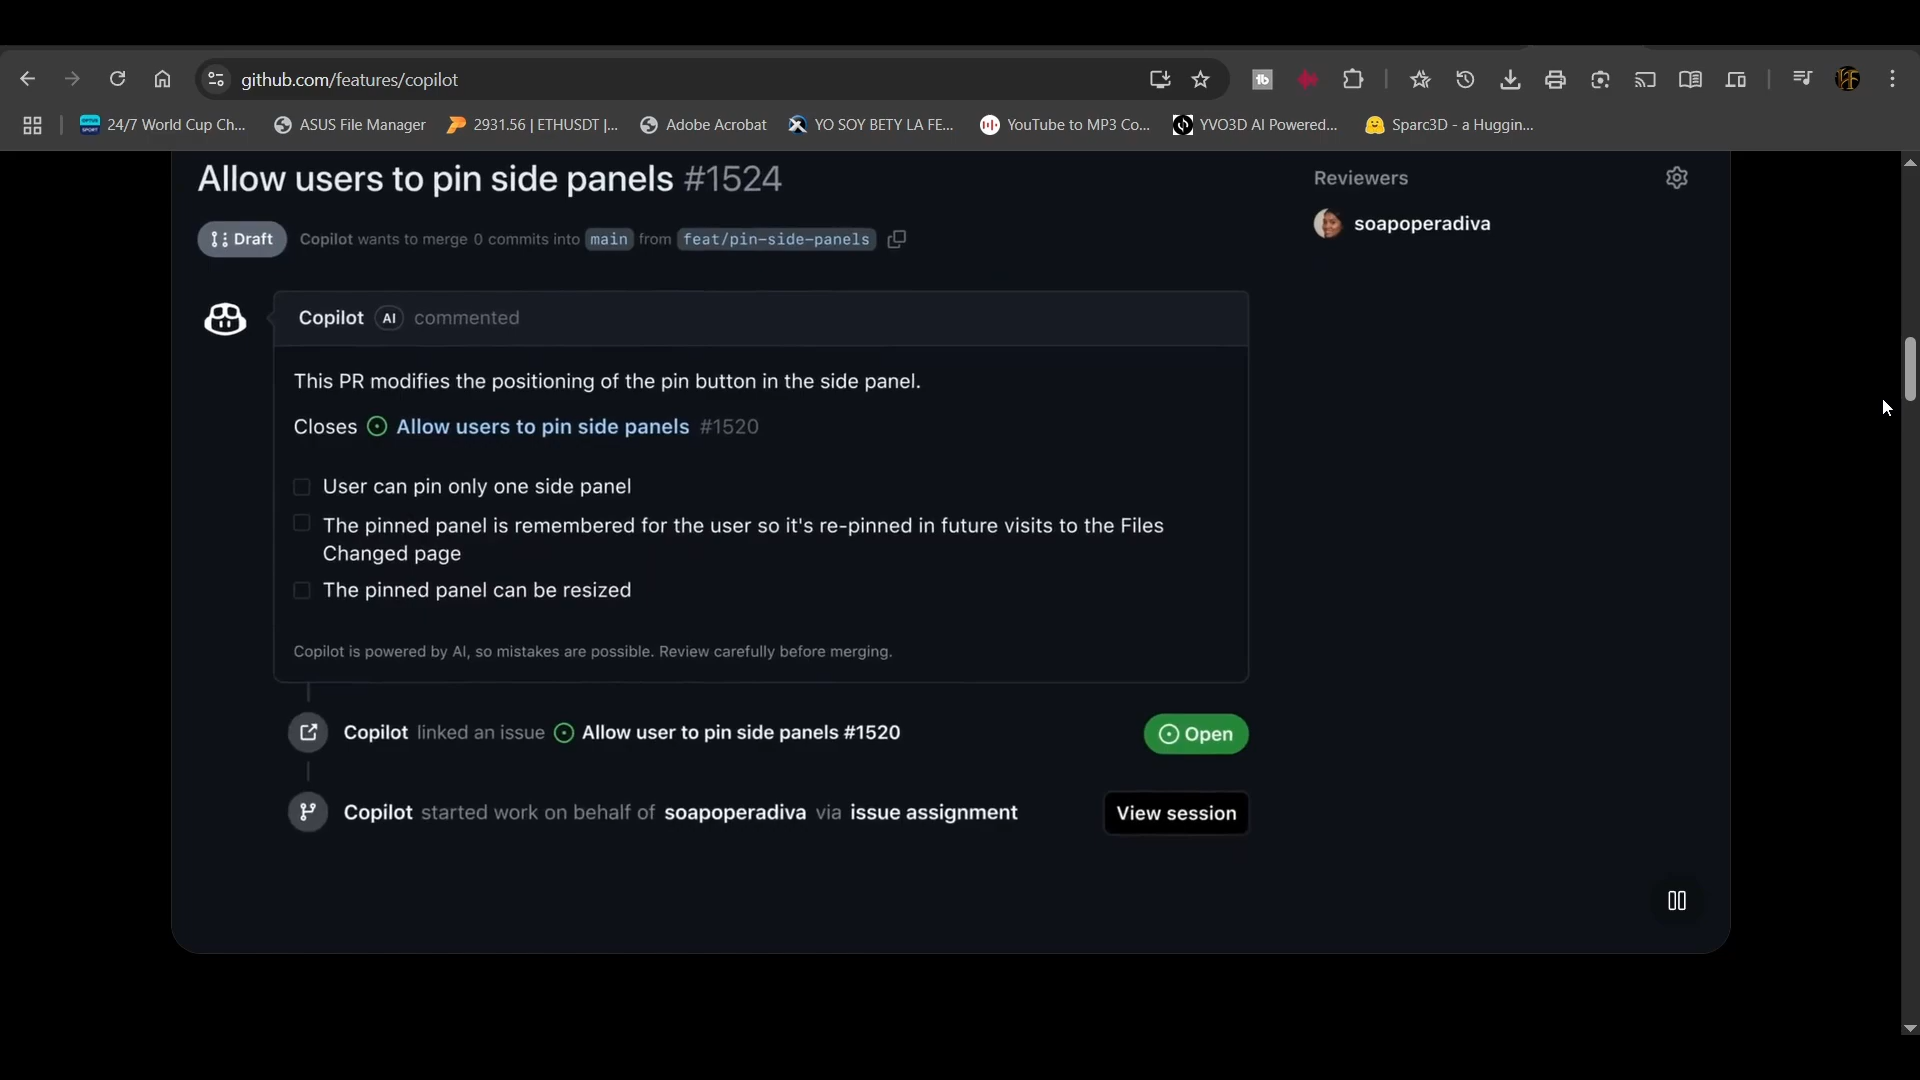 github.com/features/copilot
24/7 World Cup Ch...
ASUS File Manager
2931.56 | ETHUSDT |...
Adobe Acrobat
YO SOY BETY LA FE...
YouTube to MP3 Co...
YVO3D AI Powered...
Sparc3D - a Huggin...
Allow users to pin side panels #1524
Reviewers
soapoperadiva
Draft
Copilot wants to merge 0 commits into main from feat/pin-side-panels
Copilot AI commented
This PR modifies the positioning of the pin button in the side panel.
Closes Allow users to pin side panels #1520
User can pin only one side panel
The pinned panel is remembered for the user so it's re-pinned in future visits to the Files
Changed page
The pinned panel can be resized
Copilot is powered by AI, so mistakes are possible. Review carefully before merging.
Copilot linked an issue Allow user to pin side panels #1520
Open
Copilot started work on behalf of soapoperadiva via issue assignment
View session